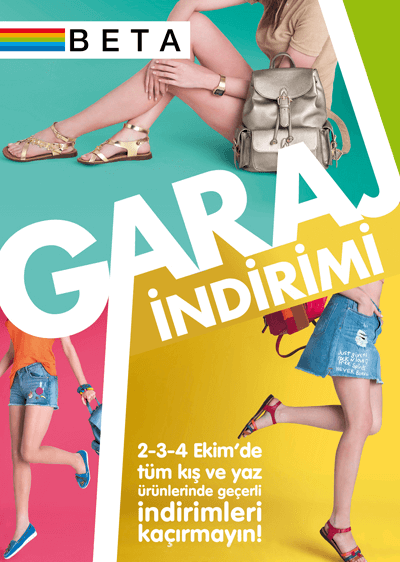 BETA
GARAJ
İNDİRİMİ
2-3-4 Ekim'de
tüm kış ve yaz
ürünlerinde geçerli
indirimleri
kaçırmayın!